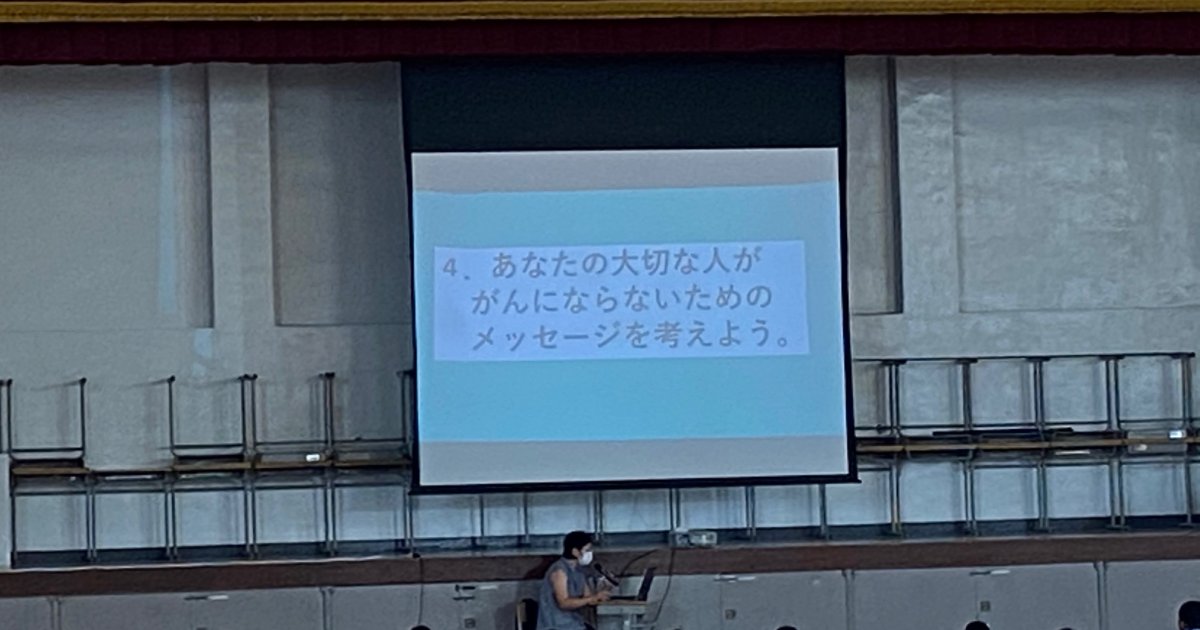 4．あなたの大切な人が
がんにならないための
メッセージを考えよう。